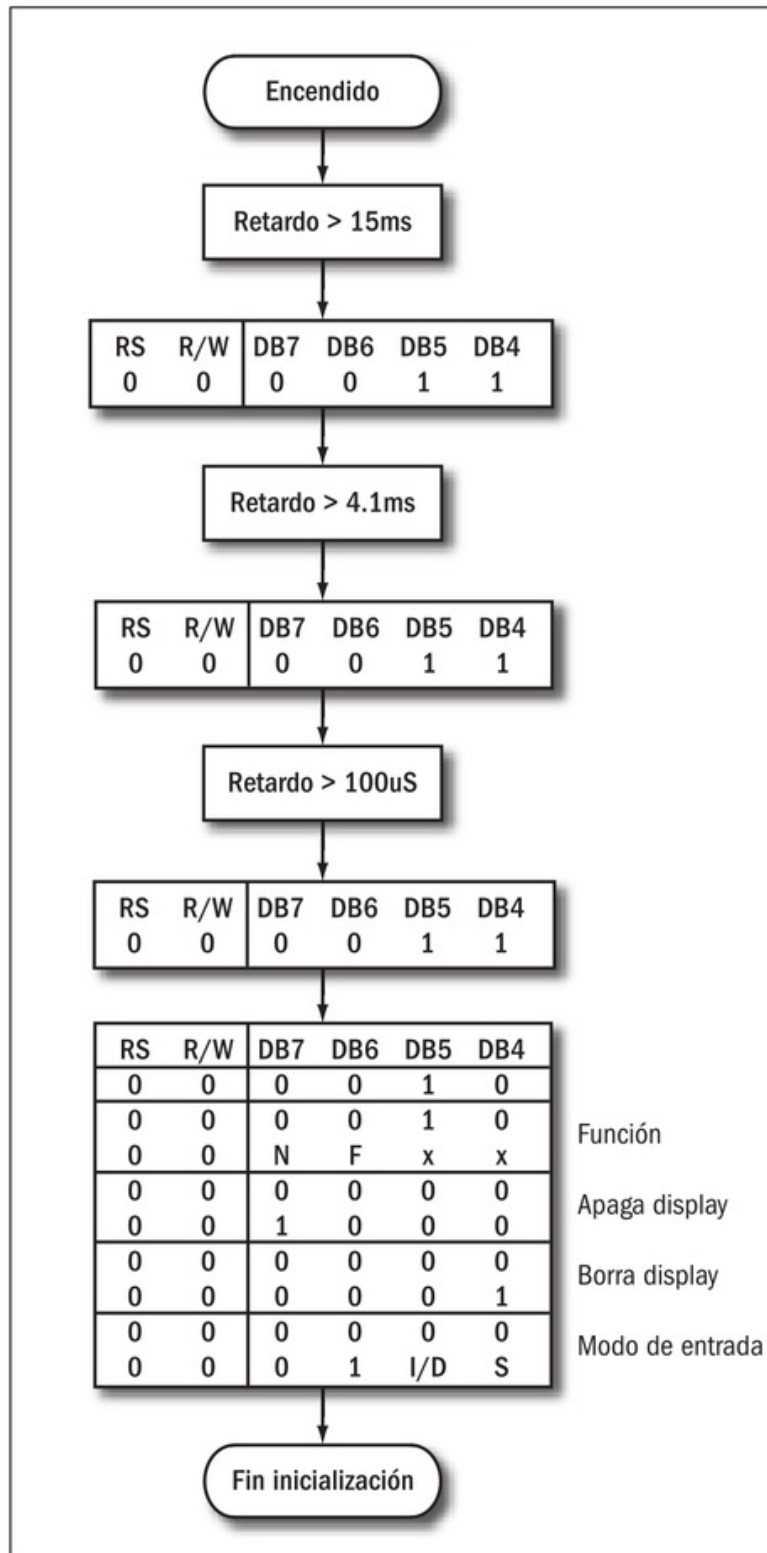 Encendido
Retardo > 15ms
RS R/W DB7 DB6 DB5 DB4
0 0 0 0 1 1
Retardo > 4.1ms
RS R/W DB7 DB6 DB5 DB4
0 0 0 0 1 1
Retardo > 100uS
RS R/W DB7 DB6 DB5 DB4
0 0 0 0 1 1
RS R/W DB7 DB6 DB5 DB4
0 0 0 0 1 0
0 0 0 0 1 0
Función
0 0 N F x x
0 0 0 0 0 0
Apaga display
0 0 1 0 0 0
0 0 0 0 0 0
Borra display
0 0 0 0 0 1
0 0 0 0 0 0
Modo de entrada
0 0 0 1 I/D S
Fin inicialización